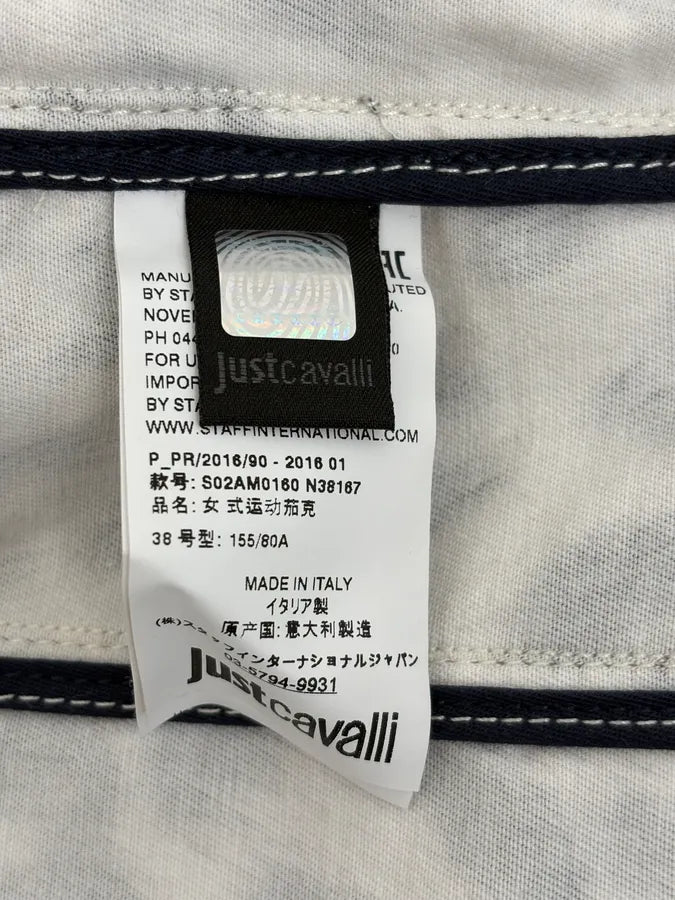 AC
MANU
UTED
BY STA
A.
NOVE
PH 044
0
FOR U
IMPOR
BY STA
justcavalli
WWW.STAFFINTERNATIONAL.COM
P_PR/2016/90 - 2016 01
款号: S02AM0160 N38167
品名: 女 式运动茄克
38 号型: 155/80A
MADE IN ITALY
イタリア製
原产国: 意大利製造
(株)スタッフインターナショナルジャパン
03-5794-9931
justcavalli